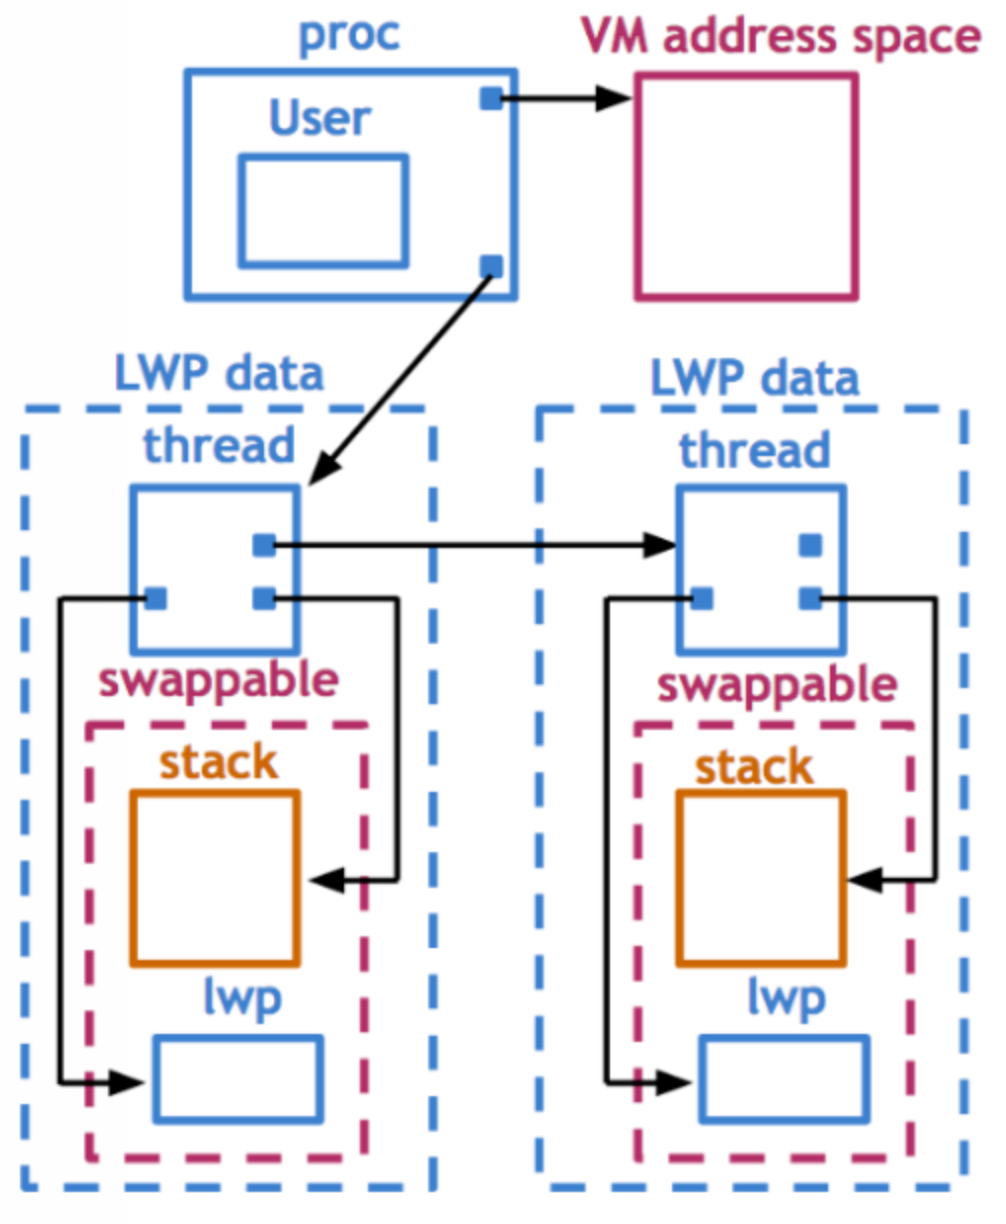 proc
VM address space
User
LWP data
LWP data
thread
thread
swappable
swappable
stack
stack
lwp
lwp